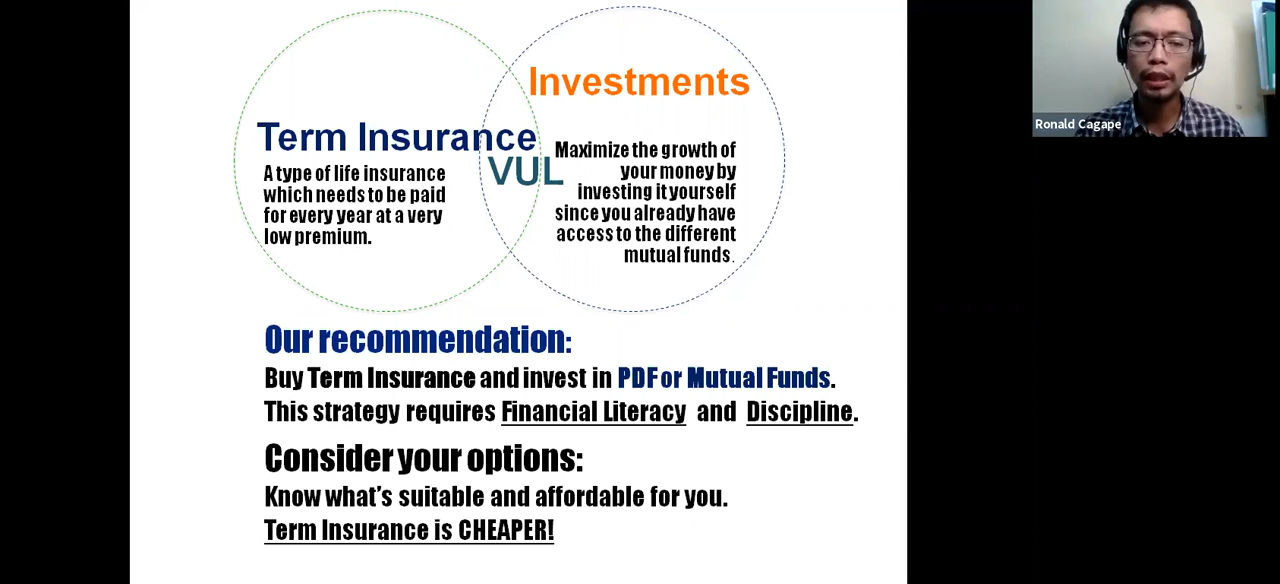 Investments
Term Insurance
VUL
A type of life insurance
which needs to be paid
for every year at a very
low premium.
Maximize the growth of
your money by
investing it yourself
since you already have
access to the different
mutual funds.
Our recommendation:
Buy Term Insurance and invest in PDF or Mutual Funds.
This strategy requires Financial Literacy and Discipline.
Consider your options:
Know what's suitable and affordable for you.
Term Insurance is CHEAPER!
Ronald Cagape